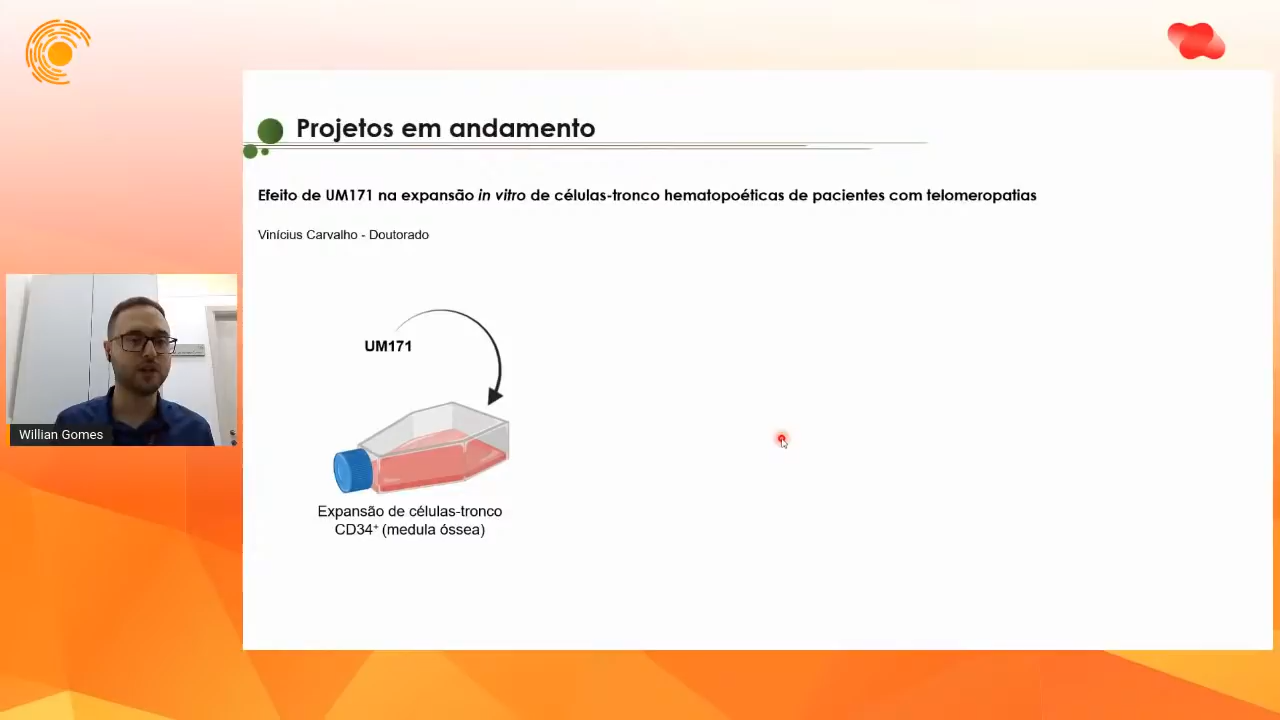 Projetos em andamento
Efeito de UM171 na expansão in vitro de células-tronco hematopoéticas de pacientes com telomeropatias
Vinícius Carvalho - Doutorado
UM171
Willian Gomes
Expansão de células-tronco
CD34⁺ (medula óssea)